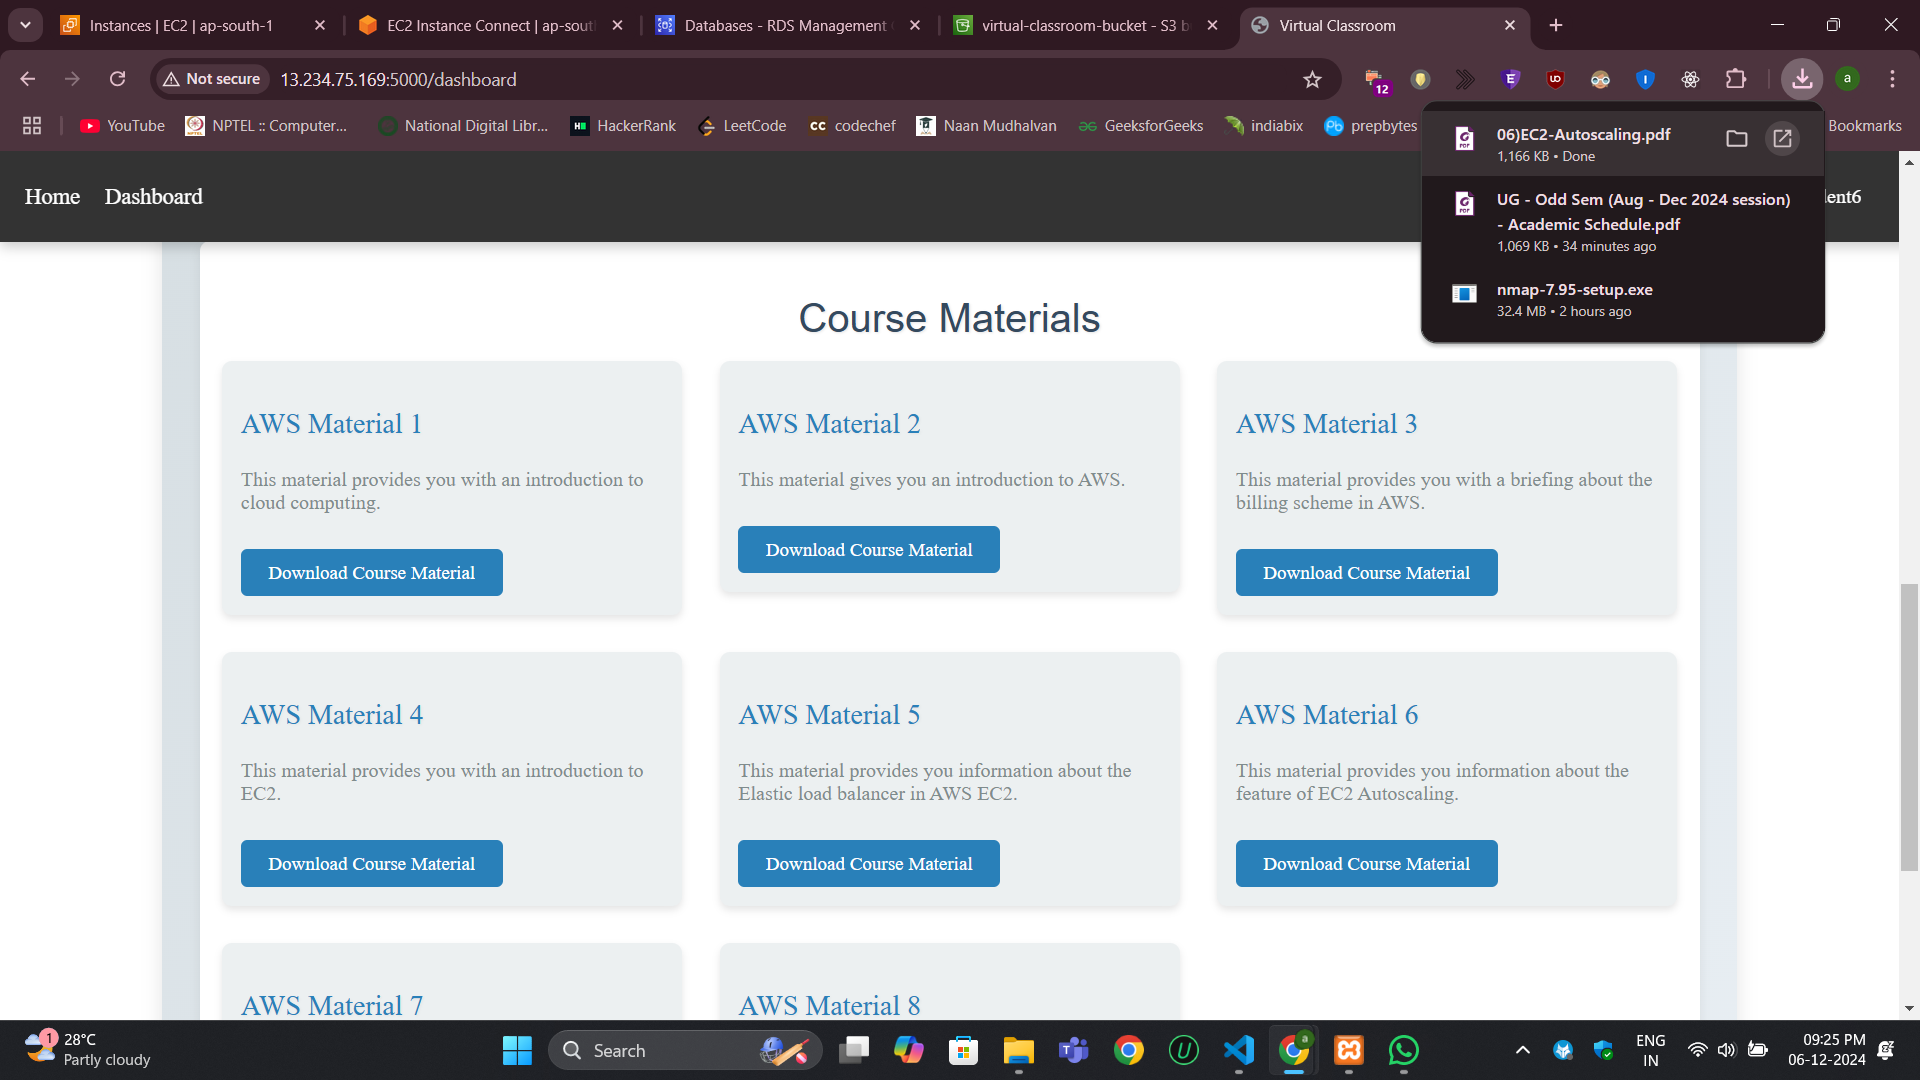 Instances | EC2 | ap-south-1
EC2 Instance Connect | ap-sout
Databases - RDS Management
virtual-classroom-bucket - S3 b
Virtual Classroom
Not secure
13.234.75.169:5000/dashboard
12
a
YouTube
NPTEL :: Computer...
National Digital Libr...
HackerRank
LeetCode
codechef
Naan Mudhalvan
GeeksforGeeks
indiabix
prepbytes
Bookmarks
06)EC2-Autoscaling.pdf
1,166 KB • Done
UG - Odd Sem (Aug - Dec 2024 session)
- Academic Schedule.pdf
1,069 KB • 34 minutes ago
nmap-7.95-setup.exe
32.4 MB • 2 hours ago
Home
Dashboard
ent6
Course Materials
AWS Material 1
This material provides you with an introduction to
cloud computing.
Download Course Material
AWS Material 2
This material gives you an introduction to AWS.
Download Course Material
AWS Material 3
This material provides you with a briefing about the
billing scheme in AWS.
Download Course Material
AWS Material 4
This material provides you with an introduction to
EC2.
Download Course Material
AWS Material 5
This material provides you information about the
Elastic load balancer in AWS EC2.
Download Course Material
AWS Material 6
This material provides you information about the
feature of EC2 Autoscaling.
Download Course Material
AWS Material 7
AWS Material 8
1
28°C
Partly cloudy
Search
ENG
IN
09:25 PM
06-12-2024